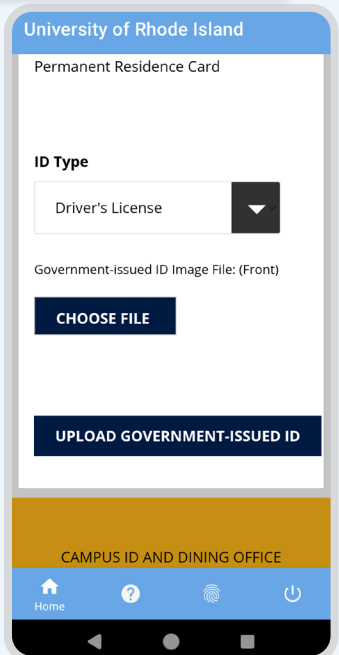 University of Rhode Island
Permanent Residence Card
ID Type
Driver's License
Government-issued ID Image File: (Front)
CHOOSE FILE
UPLOAD GOVERNMENT-ISSUED ID
CAMPUS ID AND DINING OFFICE
?
Home